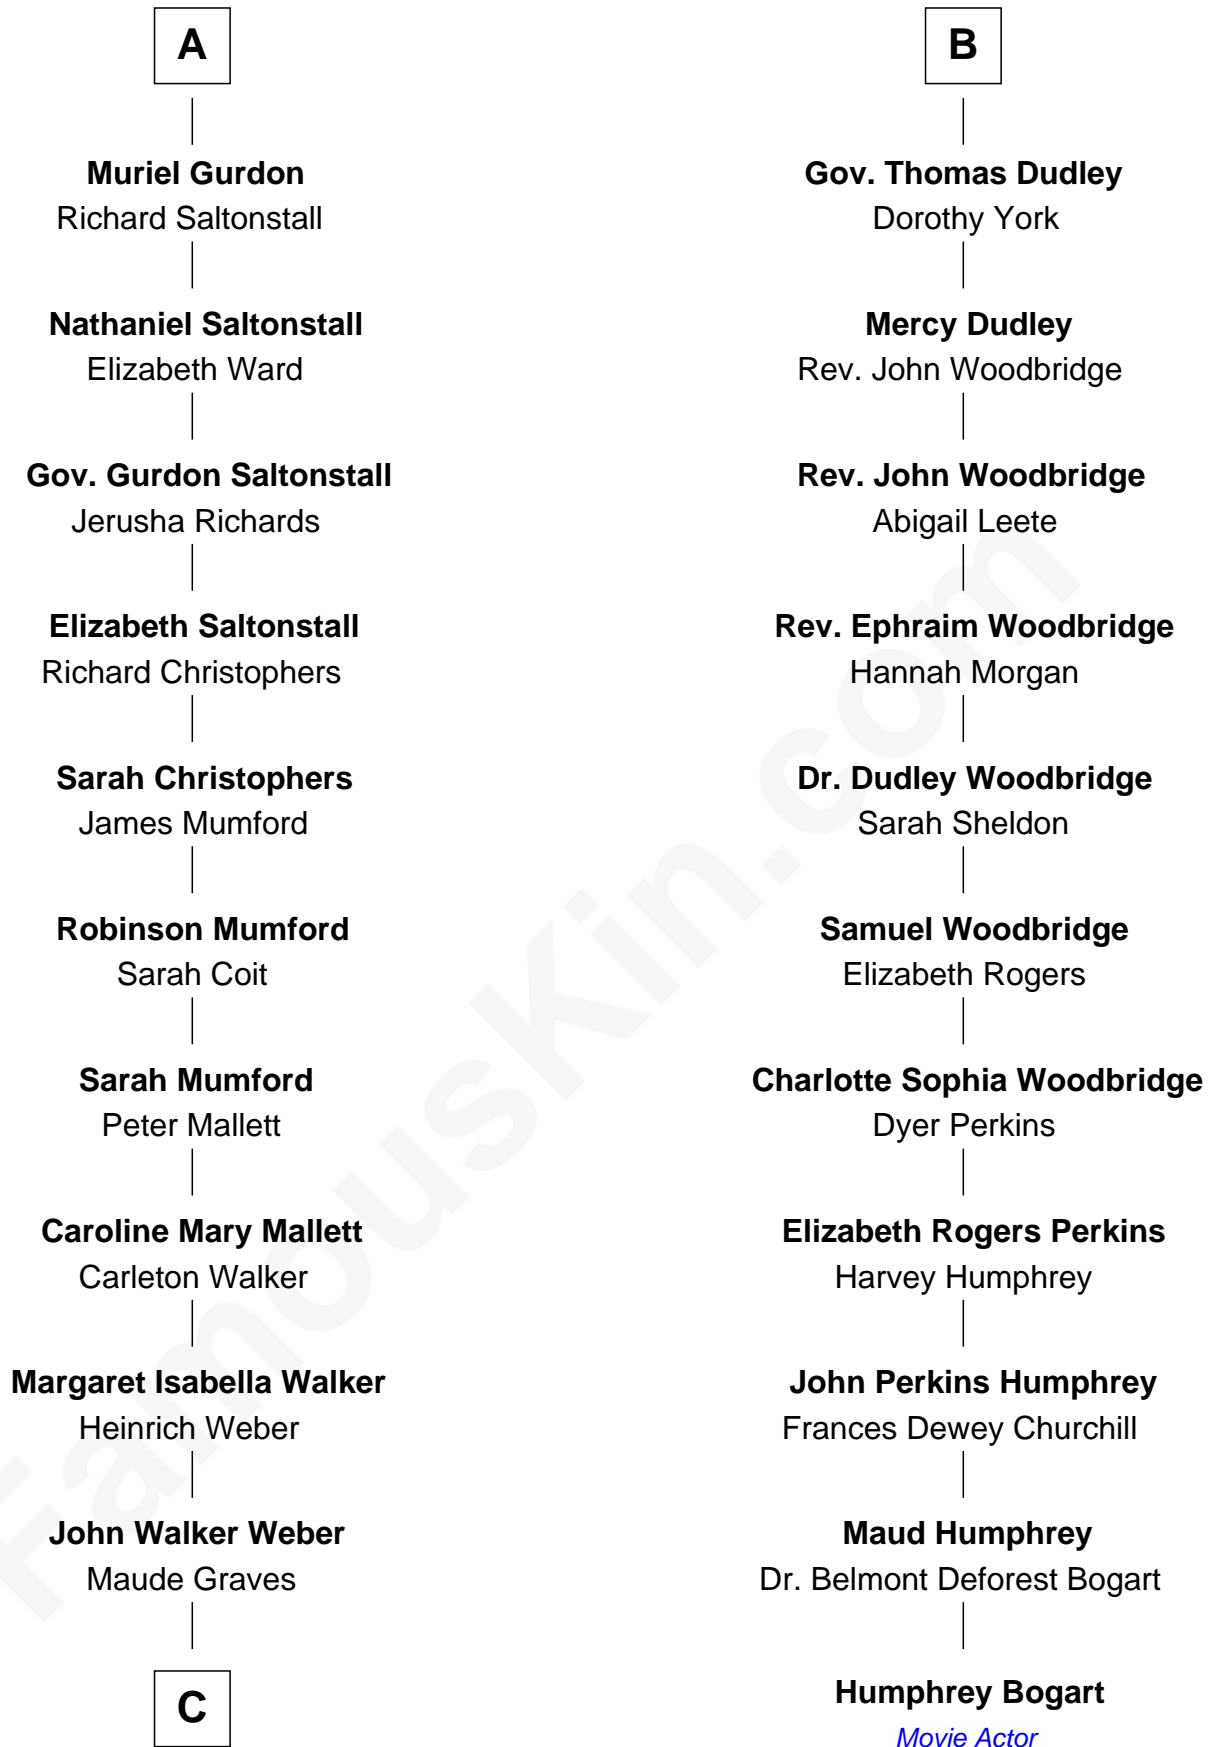 A
Muriel Gurdon
Richard Saltonstall
Nathaniel Saltonstall
Elizabeth Ward
Gov. Gurdon Saltonstall
Jerusha Richards
Elizabeth Saltonstall
Richard Christophers
Sarah Christophers
James Mumford
Robinson Mumford
Sarah Coit
Sarah Mumford
Peter Mallett
Caroline Mary Mallett
Carleton Walker
Margaret Isabella Walker
Heinrich Weber
John Walker Weber
Maude Graves
C
B
Gov. Thomas Dudley
Dorothy York
Mercy Dudley
Rev. John Woodbridge
Rev. John Woodbridge
Abigail Leete
Rev. Ephraim Woodbridge
Hannah Morgan
Dr. Dudley Woodbridge
Sarah Sheldon
Samuel Woodbridge
Elizabeth Rogers
Charlotte Sophia Woodbridge
Dyer Perkins
Elizabeth Rogers Perkins
Harvey Humphrey
John Perkins Humphrey
Frances Dewey Churchill
Maud Humphrey
Dr. Belmont Deforest Bogart
Humphrey Bogart
Movie Actor
FamousKin.com